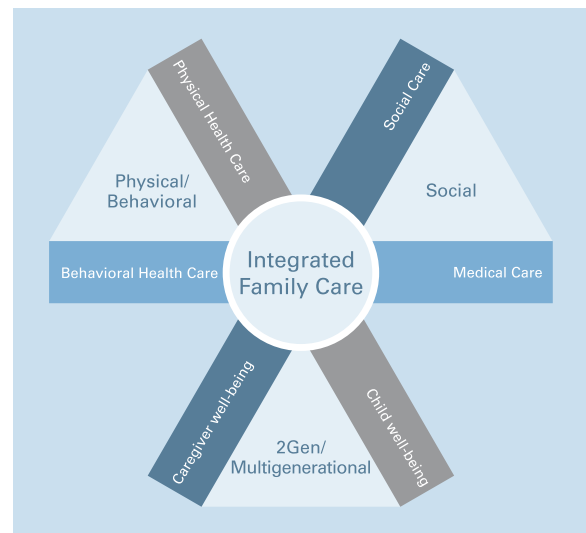 Physical Health Care
Social Care
Physical/
Behavioral
Social
Behavioral Health Care
Integrated
Family Care
Medical Care
Caregiver well-being
2Gen/
Multigenerational
Child well-being